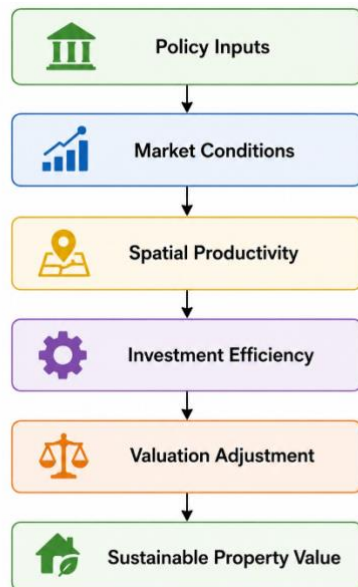 Policy Inputs
Market Conditions
Spatial Productivity
Investment Efficiency
Valuation Adjustment
Sustainable Property Value